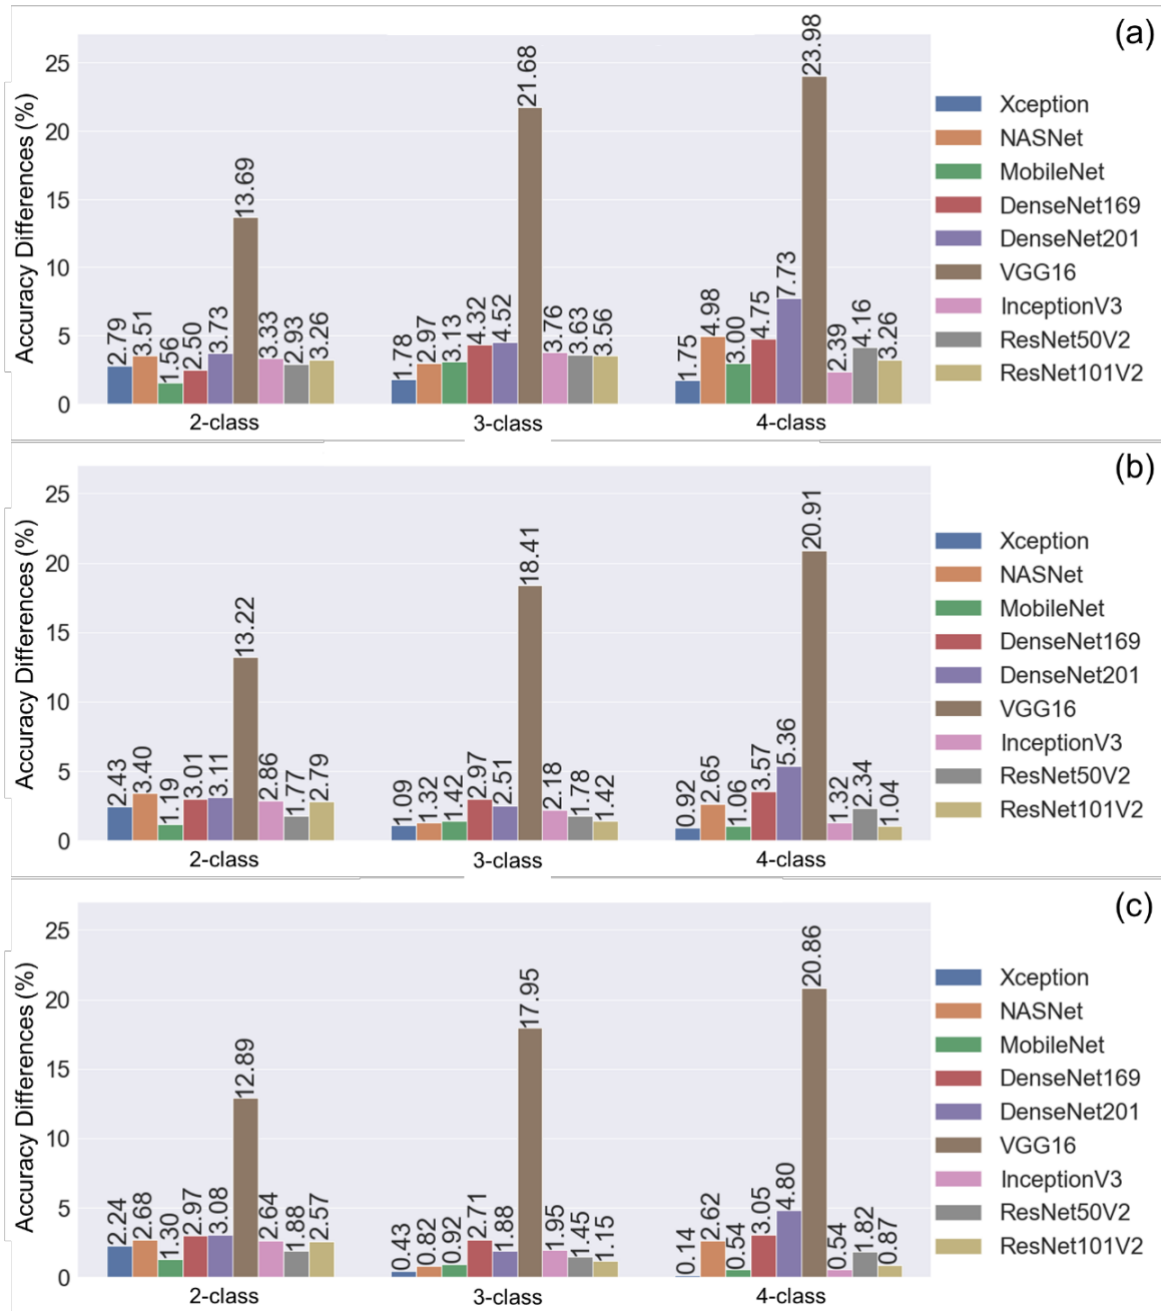 (a)
Accuracy Differences (%)
25
20
15
10
5
0
2.79 3.51 1.56 2.50 3.73 13.69 3.33 2.93 3.26
1.78 2.97 3.13 4.32 4.52 21.68 3.76 3.63 3.56
1.75 4.98 3.00 4.75 7.73 23.98 2.39 4.16 3.26
2-class 3-class 4-class
Xception
NASNet
MobileNet
DenseNet169
DenseNet201
VGG16
InceptionV3
ResNet50V2
ResNet101V2
(b)
Accuracy Differences (%)
25
20
15
10
5
0
2.43 3.40 1.19 3.01 3.11 13.22 2.86 1.77 2.79
1.09 1.32 1.42 2.97 2.51 18.41 2.18 1.78 1.42
0.92 2.65 1.06 3.57 5.36 20.91 1.32 2.34 1.04
2-class 3-class 4-class
Xception
NASNet
MobileNet
DenseNet169
DenseNet201
VGG16
InceptionV3
ResNet50V2
ResNet101V2
(c)
Accuracy Differences (%)
25
20
15
10
5
0
2.24 2.68 1.30 2.97 3.08 12.89 2.64 1.88 2.57
0.43 0.82 0.92 2.71 1.88 17.95 1.95 1.45 1.15
0.14 2.62 0.54 3.05 4.80 20.86 0.54 1.82 0.87
2-class 3-class 4-class
Xception
NASNet
MobileNet
DenseNet169
DenseNet201
VGG16
InceptionV3
ResNet50V2
ResNet101V2